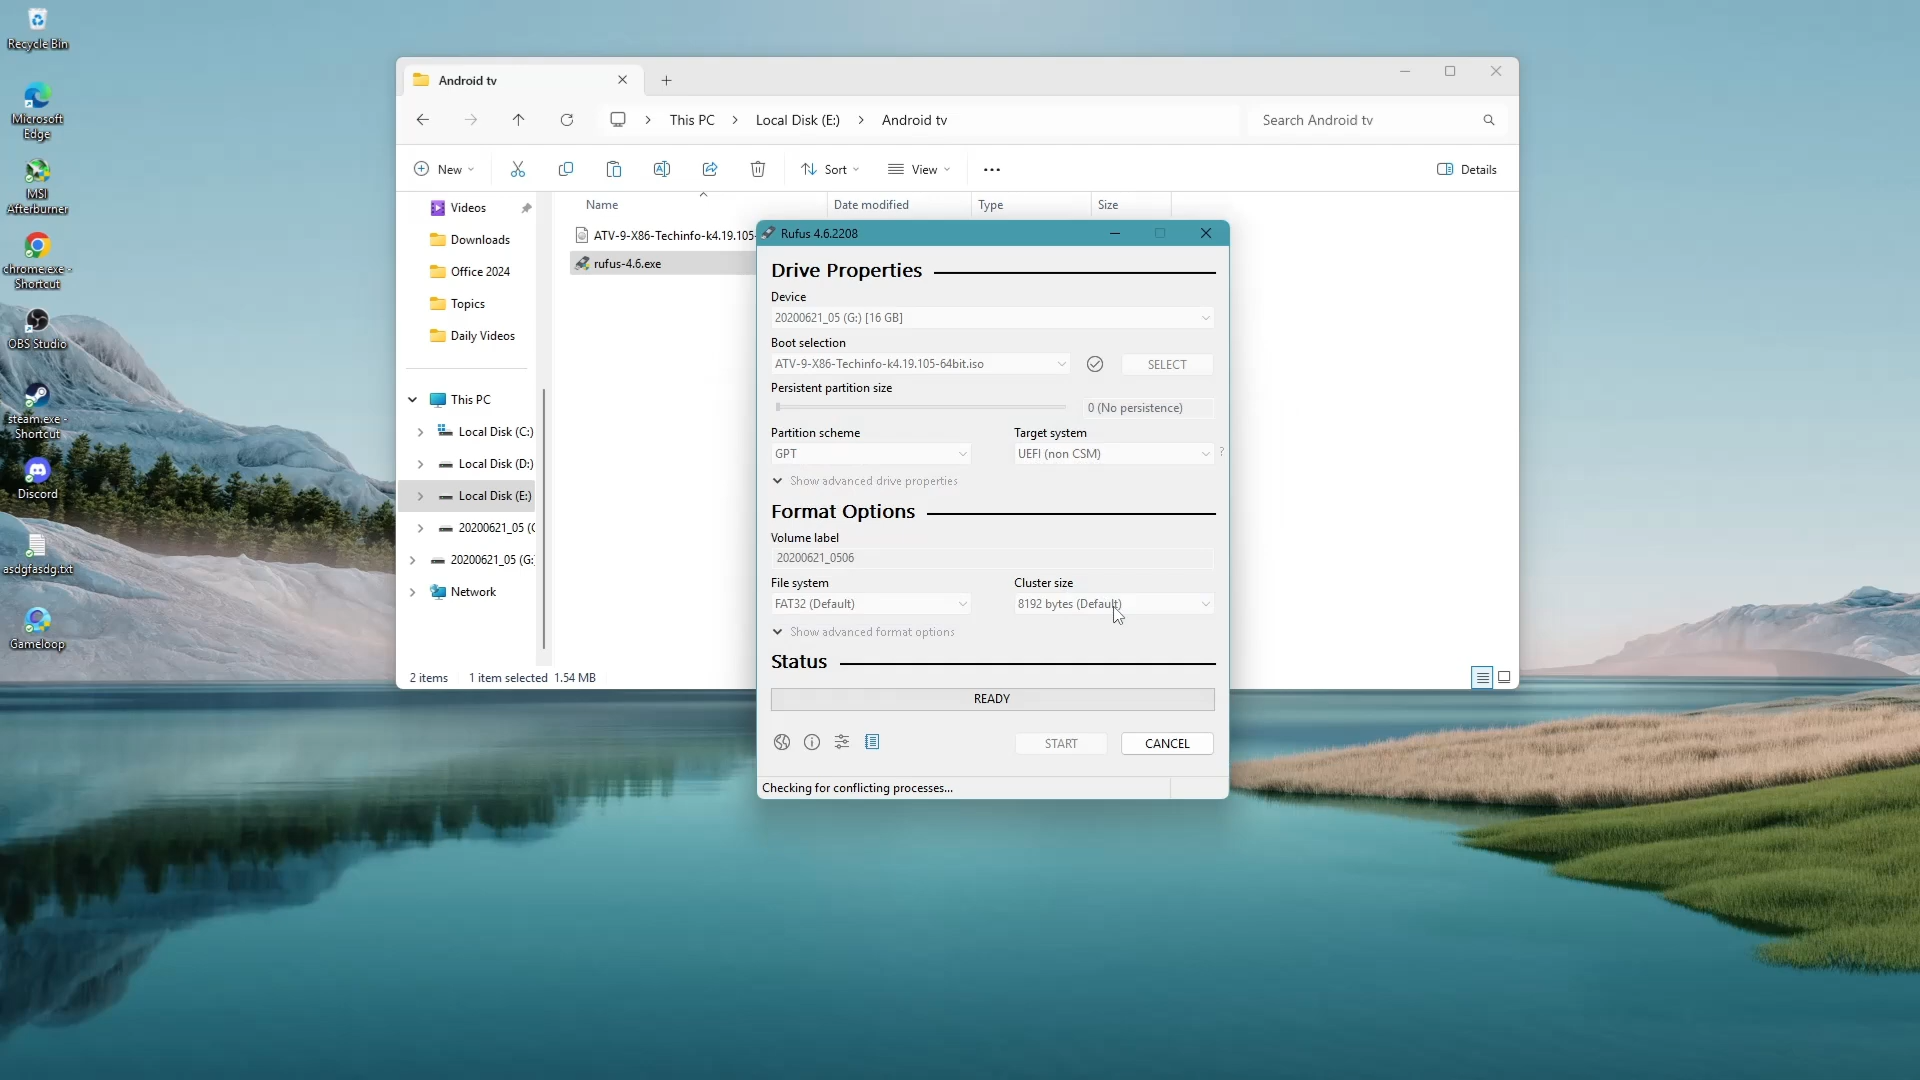 Recycle Bin
Microsoft
Edge
MSI
Afterburner
chrome.exe -
Shortcut
OBS Studio
steam.exe -
Shortcut
Discord
asdgfasdg.txt
Gameloop
Android tv
This PC
Local Disk (E:)
Android tv
Search Android tv
New
Sort
View
Details
Videos
Downloads
Office 2024
Topics
Daily Videos
This PC
Local Disk (C:)
Local Disk (D:)
Local Disk (E:)
20200621_05 (
20200621_05 (G:
Network
Name
Date modified
Type
Size
ATV-9-X86-Techinfo-k4.19.105-
rufus-4.6.exe
2 items
1 item selected 1.54 MB
Rufus 4.6.2208
Drive Properties
Device
20200621_05 (G:) [16 GB]
Boot selection
ATV-9-X86-Techinfo-k4.19.105-64bit.iso
SELECT
Persistent partition size
0 (No persistence)
Partition scheme
Target system
GPT
UEFI (non CSM)
?
Show advanced drive properties
Format Options
Volume label
20200621_0506
File system
Cluster size
FAT32 (Default)
8192 bytes (Default)
Show advanced format options
Status
READY
START
CANCEL
Checking for conflicting processes...